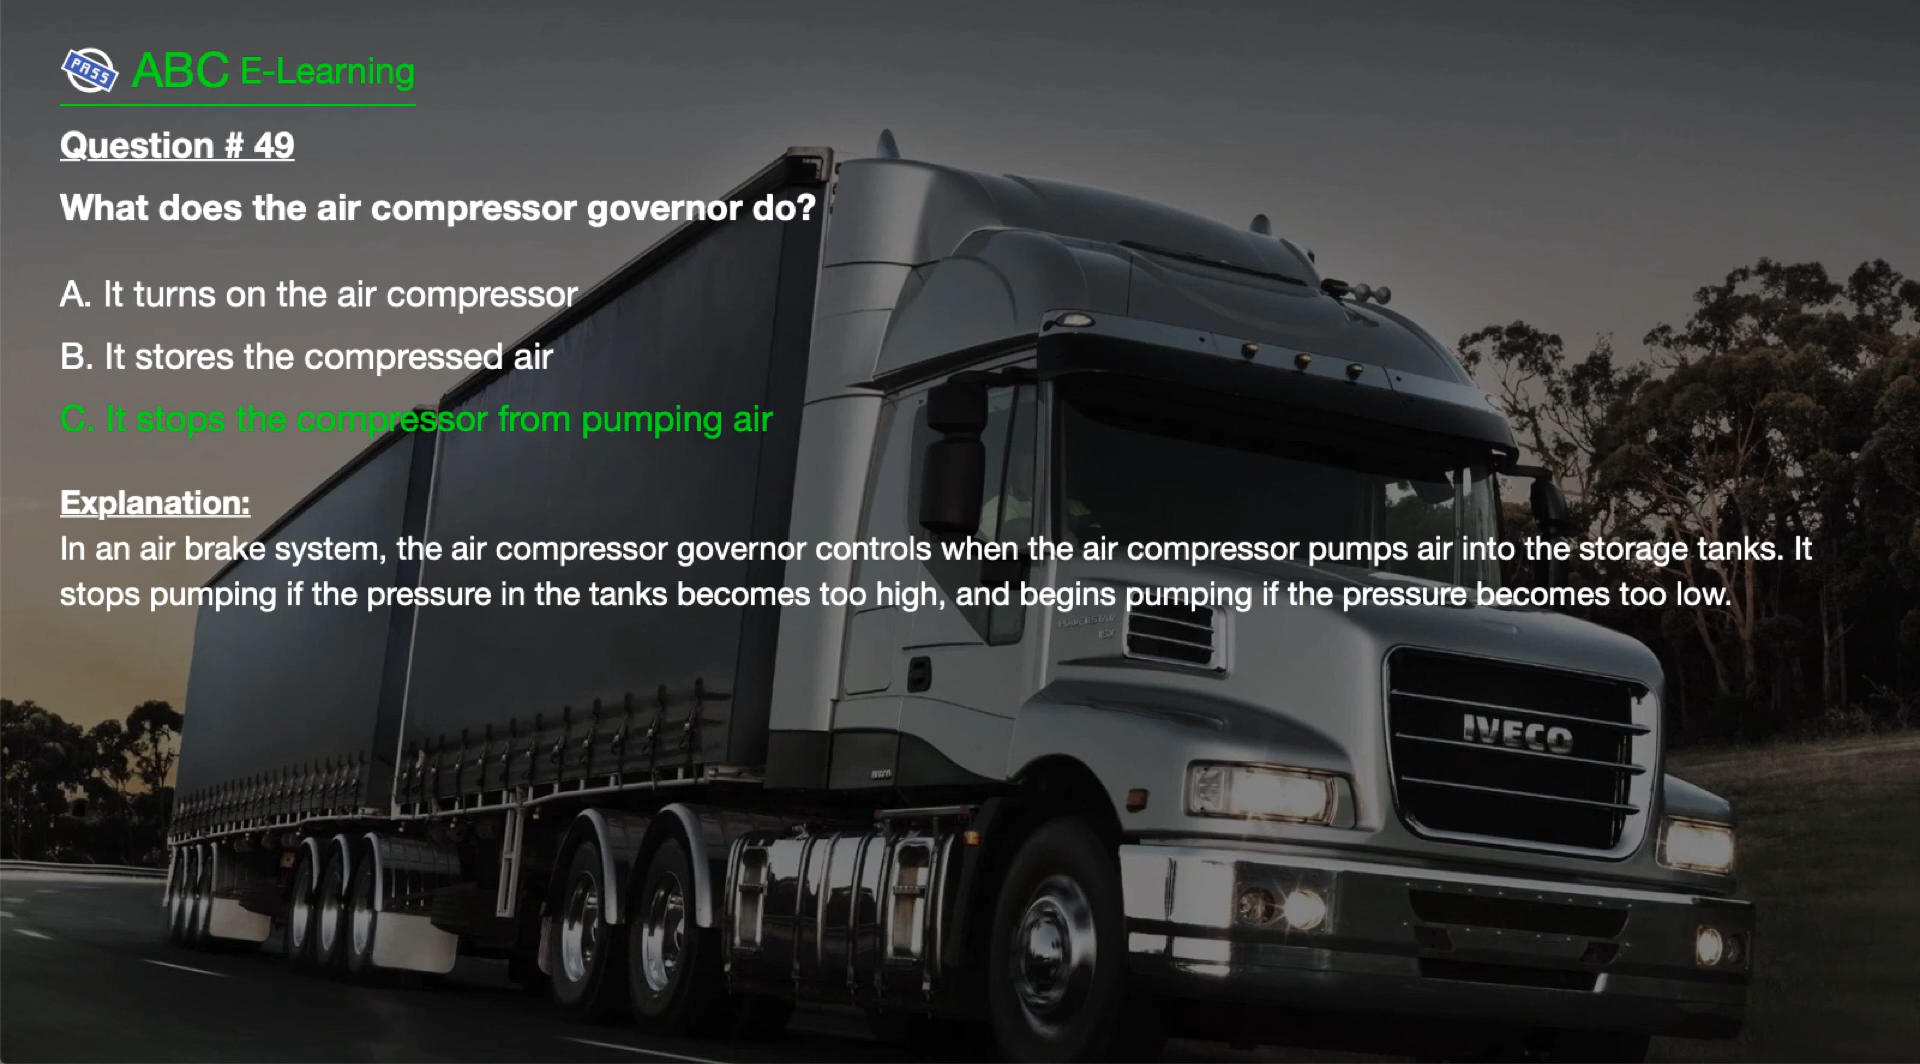 PASS
ABC E-Learning
Question # 49
What does the air compressor governor do?
A. It turns on the air compressor
B. It stores the compressed air
C. It stops the compressor from pumping air
Explanation:
In an air brake system, the air compressor governor controls when the air compressor pumps air into the storage tanks. It
stops pumping if the pressure in the tanks becomes too high, and begins pumping if the pressure becomes too low.
POWERSTAR
ISX
IVECO
IVECO